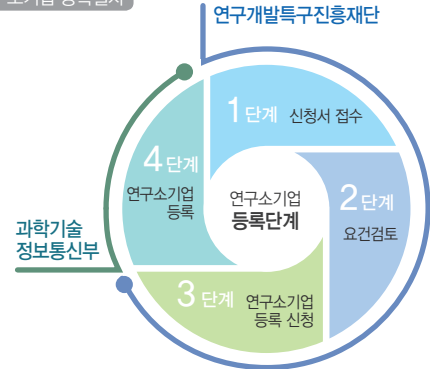 연구개발특구진흥재단
1단계 신청서 접수
4단계
연구소기업
등록
연구소기업
등록단계
2단계
요건검토
과학기술
정보통신부
3단계 연구소기업
등록 신청